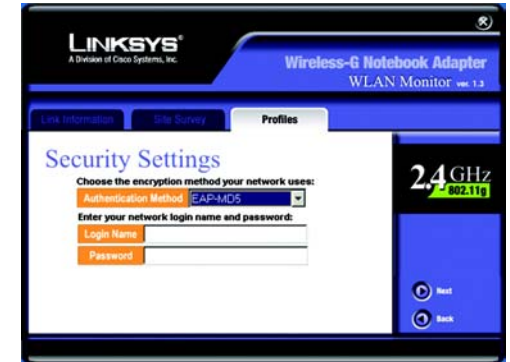 LINKSYS®
A Division of Cisco Systems, Inc.
Wireless-G Notebook Adapter
WLAN Monitor ver. 1.3
Link Information
Site Survey
Profiles
Security Settings
Choose the encryption method your network uses:
Authentication Method EAP-MD5
Enter your network login name and password:
Login Name
Password
2.4 GHz
802.11g
Next
Back